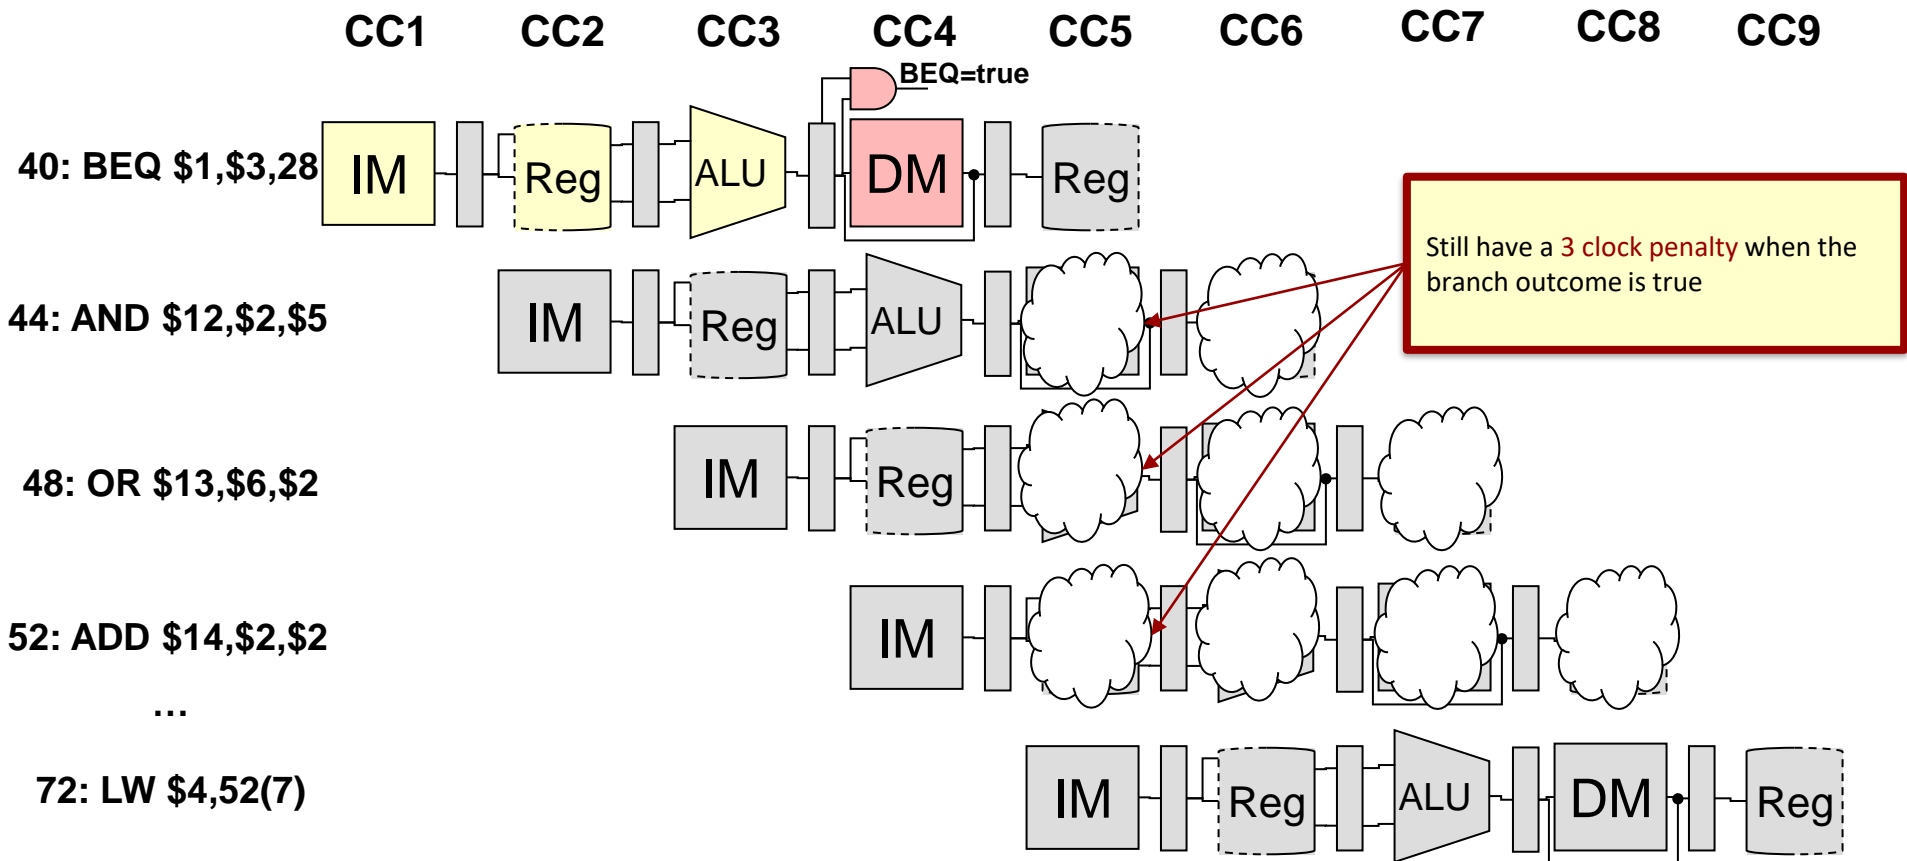 CC1 CC2 CC3 CC4 CC5 CC6 CC7 CC8 CC9
BEQ=true
40: BEQ $1,$3,28 IM Reg ALU DM Reg
Still have a 3 clock penalty when the
branch outcome is true
44: AND $12,$2,$5 IM Reg ALU
48: OR $13,$6,$2 IM Reg
52: ADD $14,$2,$2 IM
...
72: LW $4,52(7) IM Reg ALU DM Reg